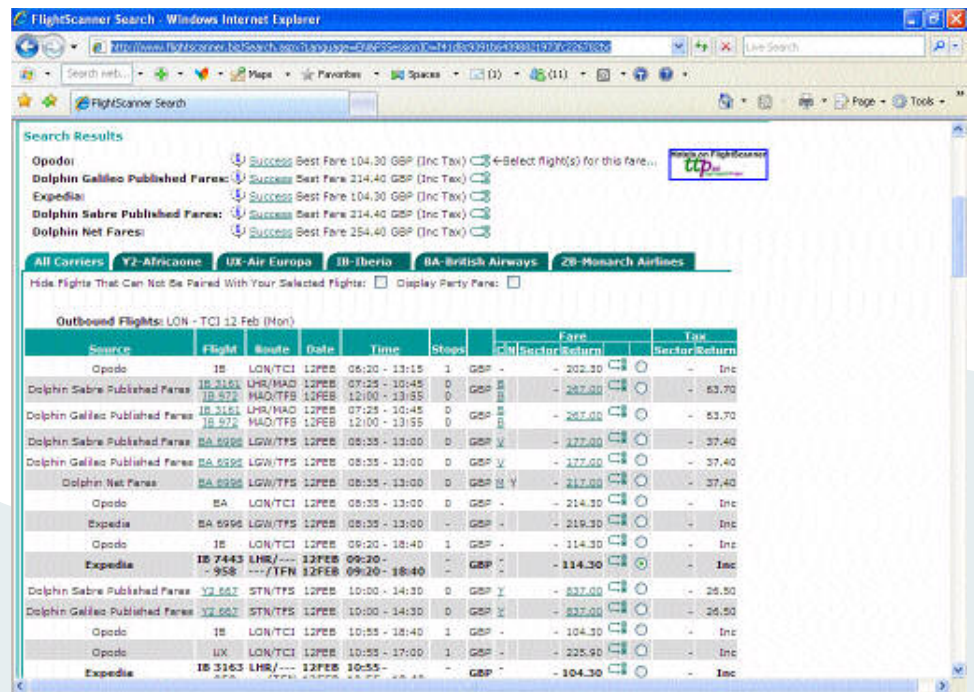 FlightScanner Search - Windows Internet Explorer
Live Search
Search web... Maps Favorites Spaces (1) (11)
FlightScanner Search Page Tools
Search Results
Opodo: Success Best Fare 104.30 GBP (Inc Tax) ←Select flight(s) for this fare...
Dolphin Galileo Published Fares: Success Best Fare 214.40 GBP (Inc Tax)
Expedia: Success Best Fare 104.30 GBP (Inc Tax)
Dolphin Sabre Published Fares: Success Best Fare 214.40 GBP (Inc Tax)
Dolphin Net Fares: Success Best Fare 254.40 GBP (Inc Tax)
Hotels on FlightScanner
ttp
All Carriers Y2-Africaone UX-Air Europa IB-Iberia BA-British Airways ZB-Monarch Airlines
Hide Flights That Can Not Be Paired With Your Selected Flights: Display Party Fare:
Outbound Flights: LON - TCI 12 Feb (Mon)
Fare Tax
Source Flight Route Date Time Stops C N Sector Return Sector Return
Opodo IB LON/TCI 12FEB 06:20 - 13:15 1 GBP - - 202.30 - Inc
Dolphin Sabre Published Fares IB 3161 LHR/MAD 12FEB 07:25 - 10:45 0 GBP - 267.00 - 63.70
IB 972 MAD/TFS 12FEB 12:00 - 13:55 0
Dolphin Galileo Published Fares IB 3161 LHR/MAD 12FEB 07:25 - 10:45 0 GBP - 267.00 - 63.70
IB 972 MAD/TFS 12FEB 12:00 - 13:55 0
Dolphin Sabre Published Fares BA 6996 LGW/TFS 12FEB 08:35 - 13:00 0 GBP V - 177.00 - 37.40
Dolphin Galileo Published Fares BA 6996 LGW/TFS 12FEB 08:35 - 13:00 0 GBP V - 177.00 - 37.40
Dolphin Net Fares BA 6996 LGW/TFS 12FEB 08:35 - 13:00 0 GBP Y - 217.00 - 37.40
Opodo BA LON/TCI 12FEB 08:35 - 13:00 0 GBP - - 214.30 - Inc
Expedia BA 6996 LGW/TFS 12FEB 08:35 - 13:00 - GBP - - 219.30 - Inc
Opodo IB LON/TCI 12FEB 09:20 - 18:40 1 GBP - - 114.30 - Inc
Expedia IB 7443 LHR/--- 12FEB 09:20- - GBP - - 114.30 - Inc
- 958 ---/TFN 12FEB 09:20 - 18:40 -
Dolphin Sabre Published Fares Y2 667 STN/TFS 12FEB 10:00 - 14:30 0 GBP Y - 837.00 - 26.50
Dolphin Galileo Published Fares Y2 667 STN/TFS 12FEB 10:00 - 14:30 0 GBP Y - 837.00 - 26.50
Opodo IB LON/TCI 12FEB 10:55 - 18:40 1 GBP - - 104.30 - Inc
Opodo UX LON/TCI 12FEB 10:55 - 17:00 1 GBP - - 225.90 - Inc
Expedia IB 3163 LHR/--- 12FEB 10:55- - GBP - - 104.30 - Inc